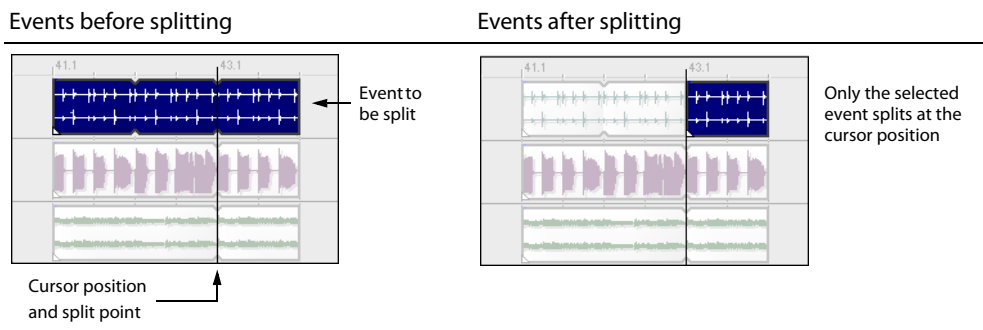 Events before splitting
Events after splitting
41.1
43.1
Event to
be split
41.1
43.1
Only the selected
event splits at the
cursor position
Cursor position
and split point